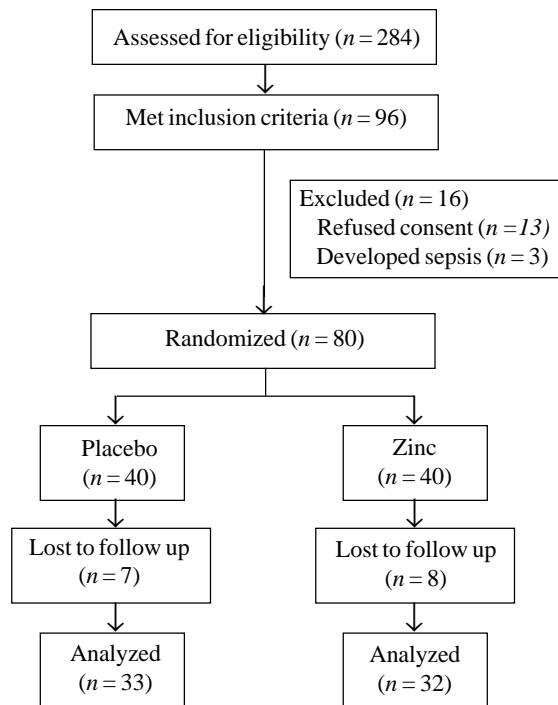 Assessed for eligibility (n = 284)
Met inclusion criteria (n = 96)
Excluded (n = 16)
Refused consent (n =13)
Developed sepsis (n = 3)
Randomized (n = 80)
Placebo
(n = 40)
Zinc
(n = 40)
Lost to follow up
(n = 7)
Lost to follow up
(n = 8)
Analyzed
(n = 33)
Analyzed
(n = 32)